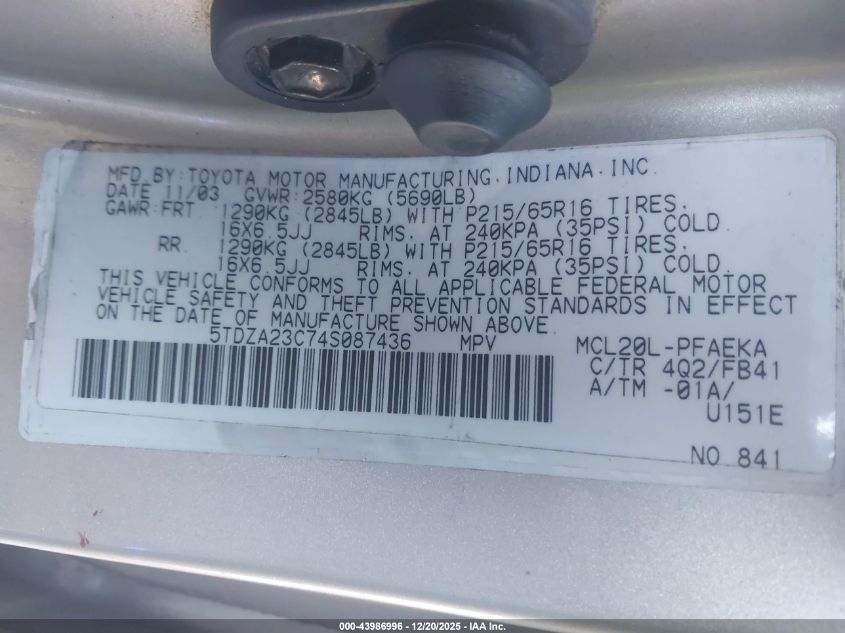 MFD. BY: TOYOTA MOTOR MANUFACTURING, INDIANA, INC.
DATE 11/03 GVWR: 2580KG (5690LB)
GAWR: FRT. 1290KG (2845LB) WITH P215/65R16 TIRES.
16X6.5JJ RIMS. AT 240KPA (35PSI) COLD
RR. 1290KG (2845LB) WITH P215/65R16 TIRES.
16X6.5JJ RIMS. AT 240KPA (35PSI) COLD.
THIS VEHICLE CONFORMS TO ALL APPLICABLE FEDERAL MOTOR
VEHICLE SAFETY AND THEFT PREVENTION STANDARDS IN EFFECT
ON THE DATE OF MANUFACTURE SHOWN ABOVE.
5TDZA23C74S087436 MPV
MCL20L-PFAEKA
C/TR 4Q2/FB41
A/TM -01A/
U151E
NO. 841
000-43986996 • 12/20/2025 • IAA Inc.